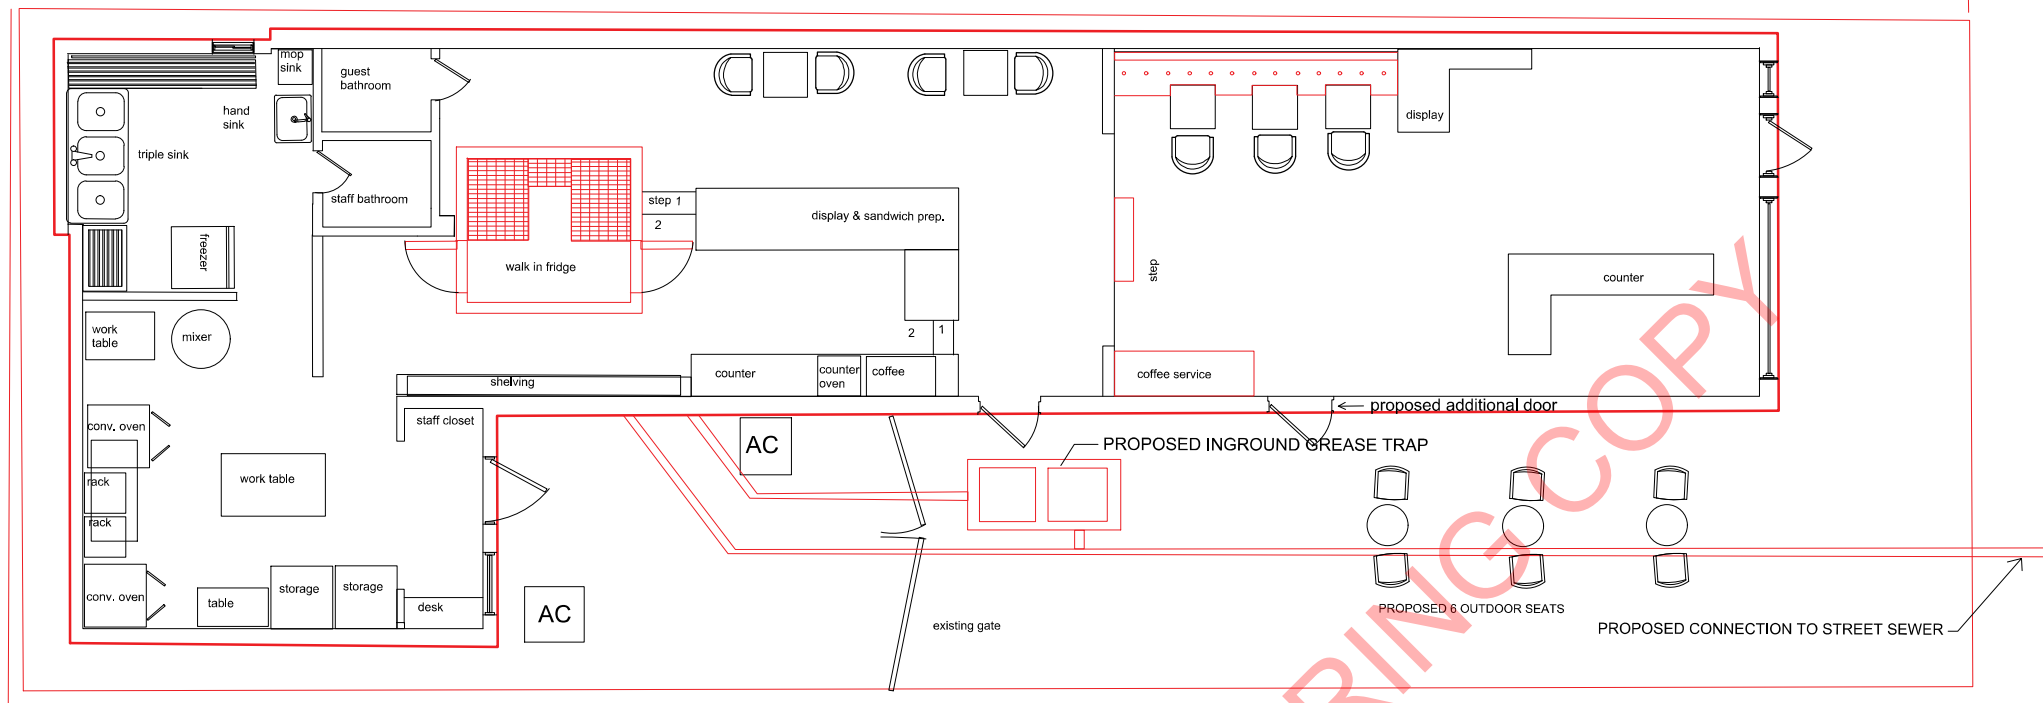 mop
sink
guest
bathroom
hand
sink
triple sink
staff bathroom
freezer
step 1
2
display & sandwich prep.
walk in fridge
display
step
counter
work
table
mixer
2
1
shelving
counter
counter
oven
coffee
coffee service
proposed additional door
conv. oven
staff closet
AC
PROPOSED INGROUND GREASE TRAP
rack
work table
rack
conv. oven
table
storage
storage
desk
AC
existing gate
PROPOSED 6 OUTDOOR SEATS
PROPOSED CONNECTION TO STREET SEWER
RING COPY